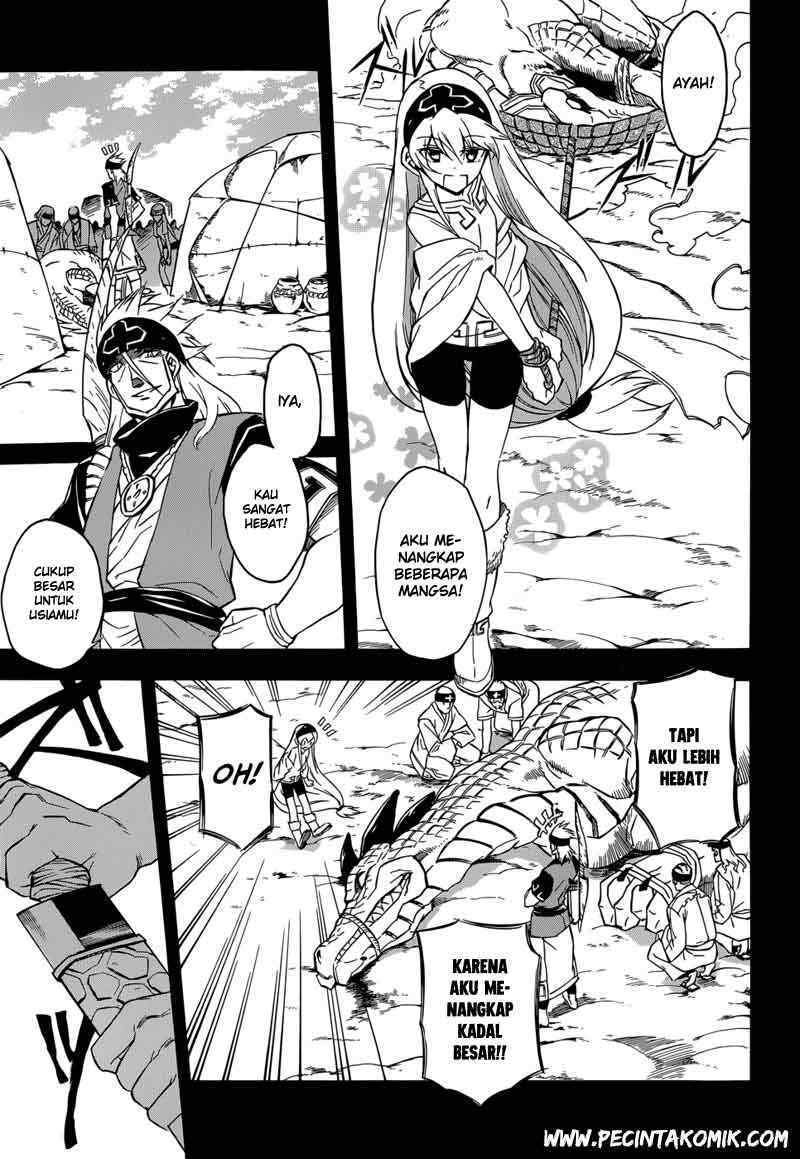 AYAH!
AKU ME-
NANGKAP
BEBERAPA
MANGSA!
IYA,
KAU
SANGAT
HEBAT!
CUKUP
BESAR
UNTUK
USIAMU!
TAPI
AKU LEBIH
HEBAT!
KARENA
AKU ME-
NANGKAP
KADAL
BESAR!!
OH!
WWW.PECINTAKOMIK.COM